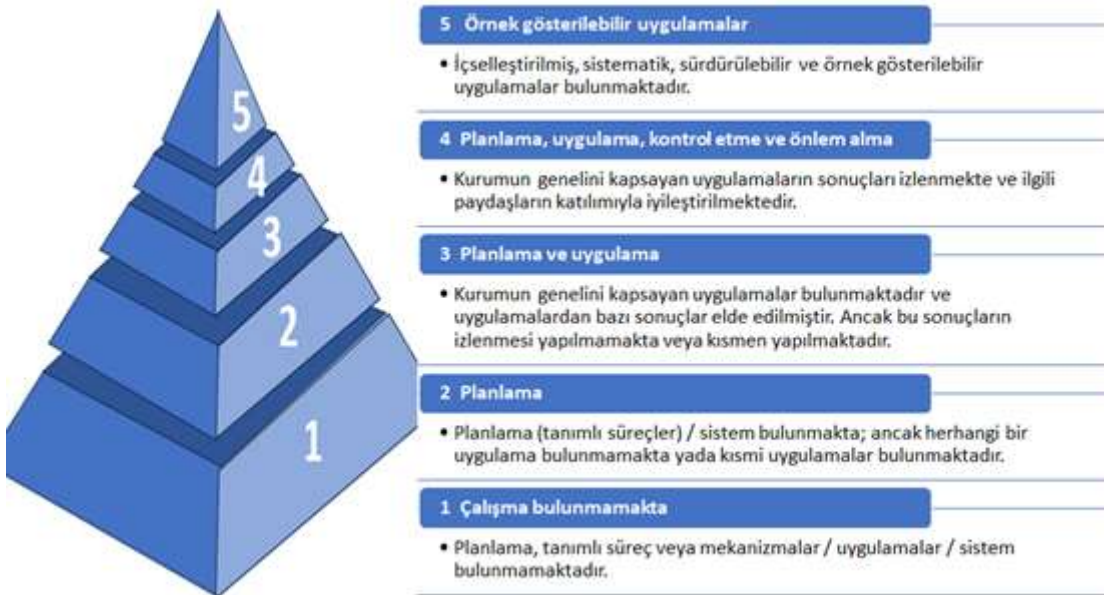 5
4
3
2
1
5 Örnek gösterilebilir uygulamalar
• İçselleştirilmiş, sistematik, sürdürülebilir ve örnek gösterilebilir
uygulamalar bulunmaktadır.
4 Planlama, uygulama, kontrol etme ve önlem alma
• Kurumun genelini kapsayan uygulamaların sonuçları izlenmekte ve ilgili
paydaşların katılımıyla iyileştirilmektedir.
3 Planlama ve uygulama
• Kurumun genelini kapsayan uygulamalar bulunmaktadır ve
uygulamalardan bazı sonuçlar elde edilmiştir. Ancak bu sonuçların
izlenmesi yapılmamakta veya kısmen yapılmaktadır.
2 Planlama
• Planlama (tanımlı süreçler) / sistem bulunmakta; ancak herhangi bir
uygulama bulunmamakta yada kısmi uygulamalar bulunmaktadır.
1 Çalışma bulunmamakta
• Planlama, tanımlı süreç veya mekanizmalar / uygulamalar / sistem
bulunmamaktadır.